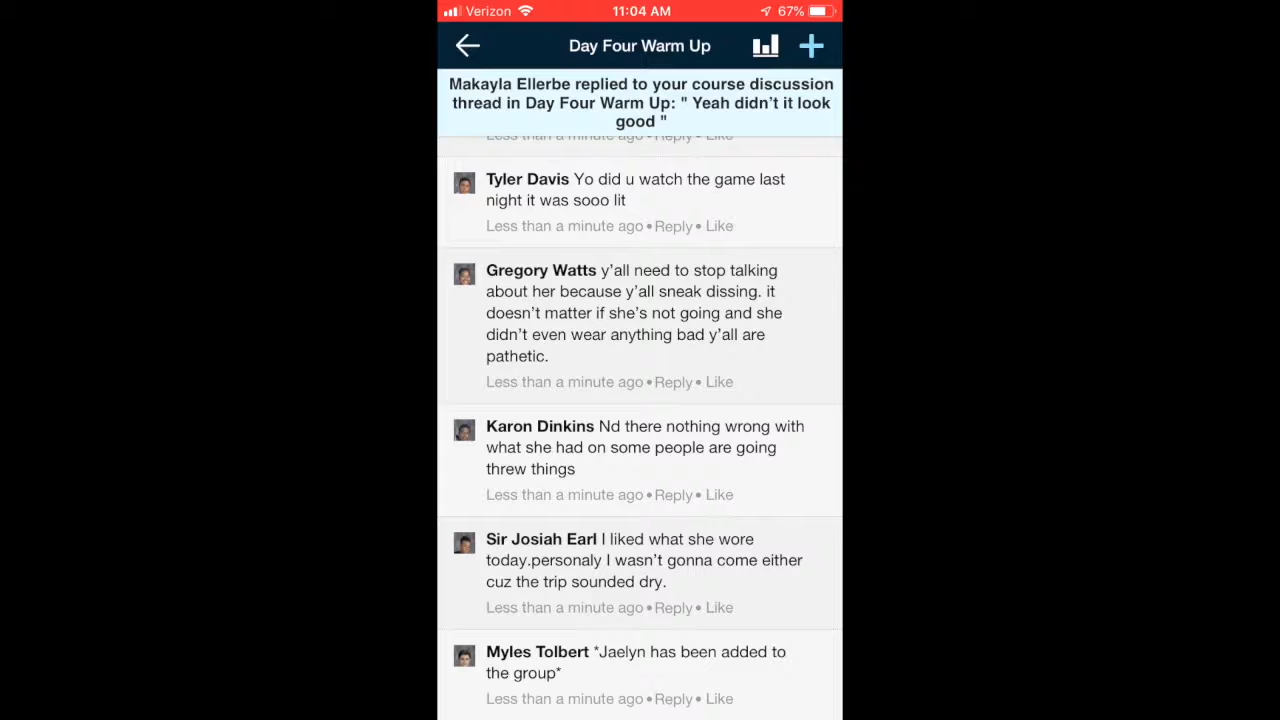 Verizon 11:04 AM 67%
Day Four Warm Up
Makayla Ellerbe replied to your course discussion
thread in Day Four Warm Up: " Yeah didn’t it look
good "
Less than a minute ago • Reply • Like
Tyler Davis Yo did u watch the game last
night it was sooo lit
Less than a minute ago • Reply • Like
Gregory Watts y’all need to stop talking
about her because y’all sneak dissing. it
doesn’t matter if she’s not going and she
didn’t even wear anything bad y’all are
pathetic.
Less than a minute ago • Reply • Like
Karon Dinkins Nd there nothing wrong with
what she had on some people are going
threw things
Less than a minute ago • Reply • Like
Sir Josiah Earl I liked what she wore
today.personaly I wasn’t gonna come either
cuz the trip sounded dry.
Less than a minute ago • Reply • Like
Myles Tolbert *Jaelyn has been added to
the group*
Less than a minute ago • Reply • Like